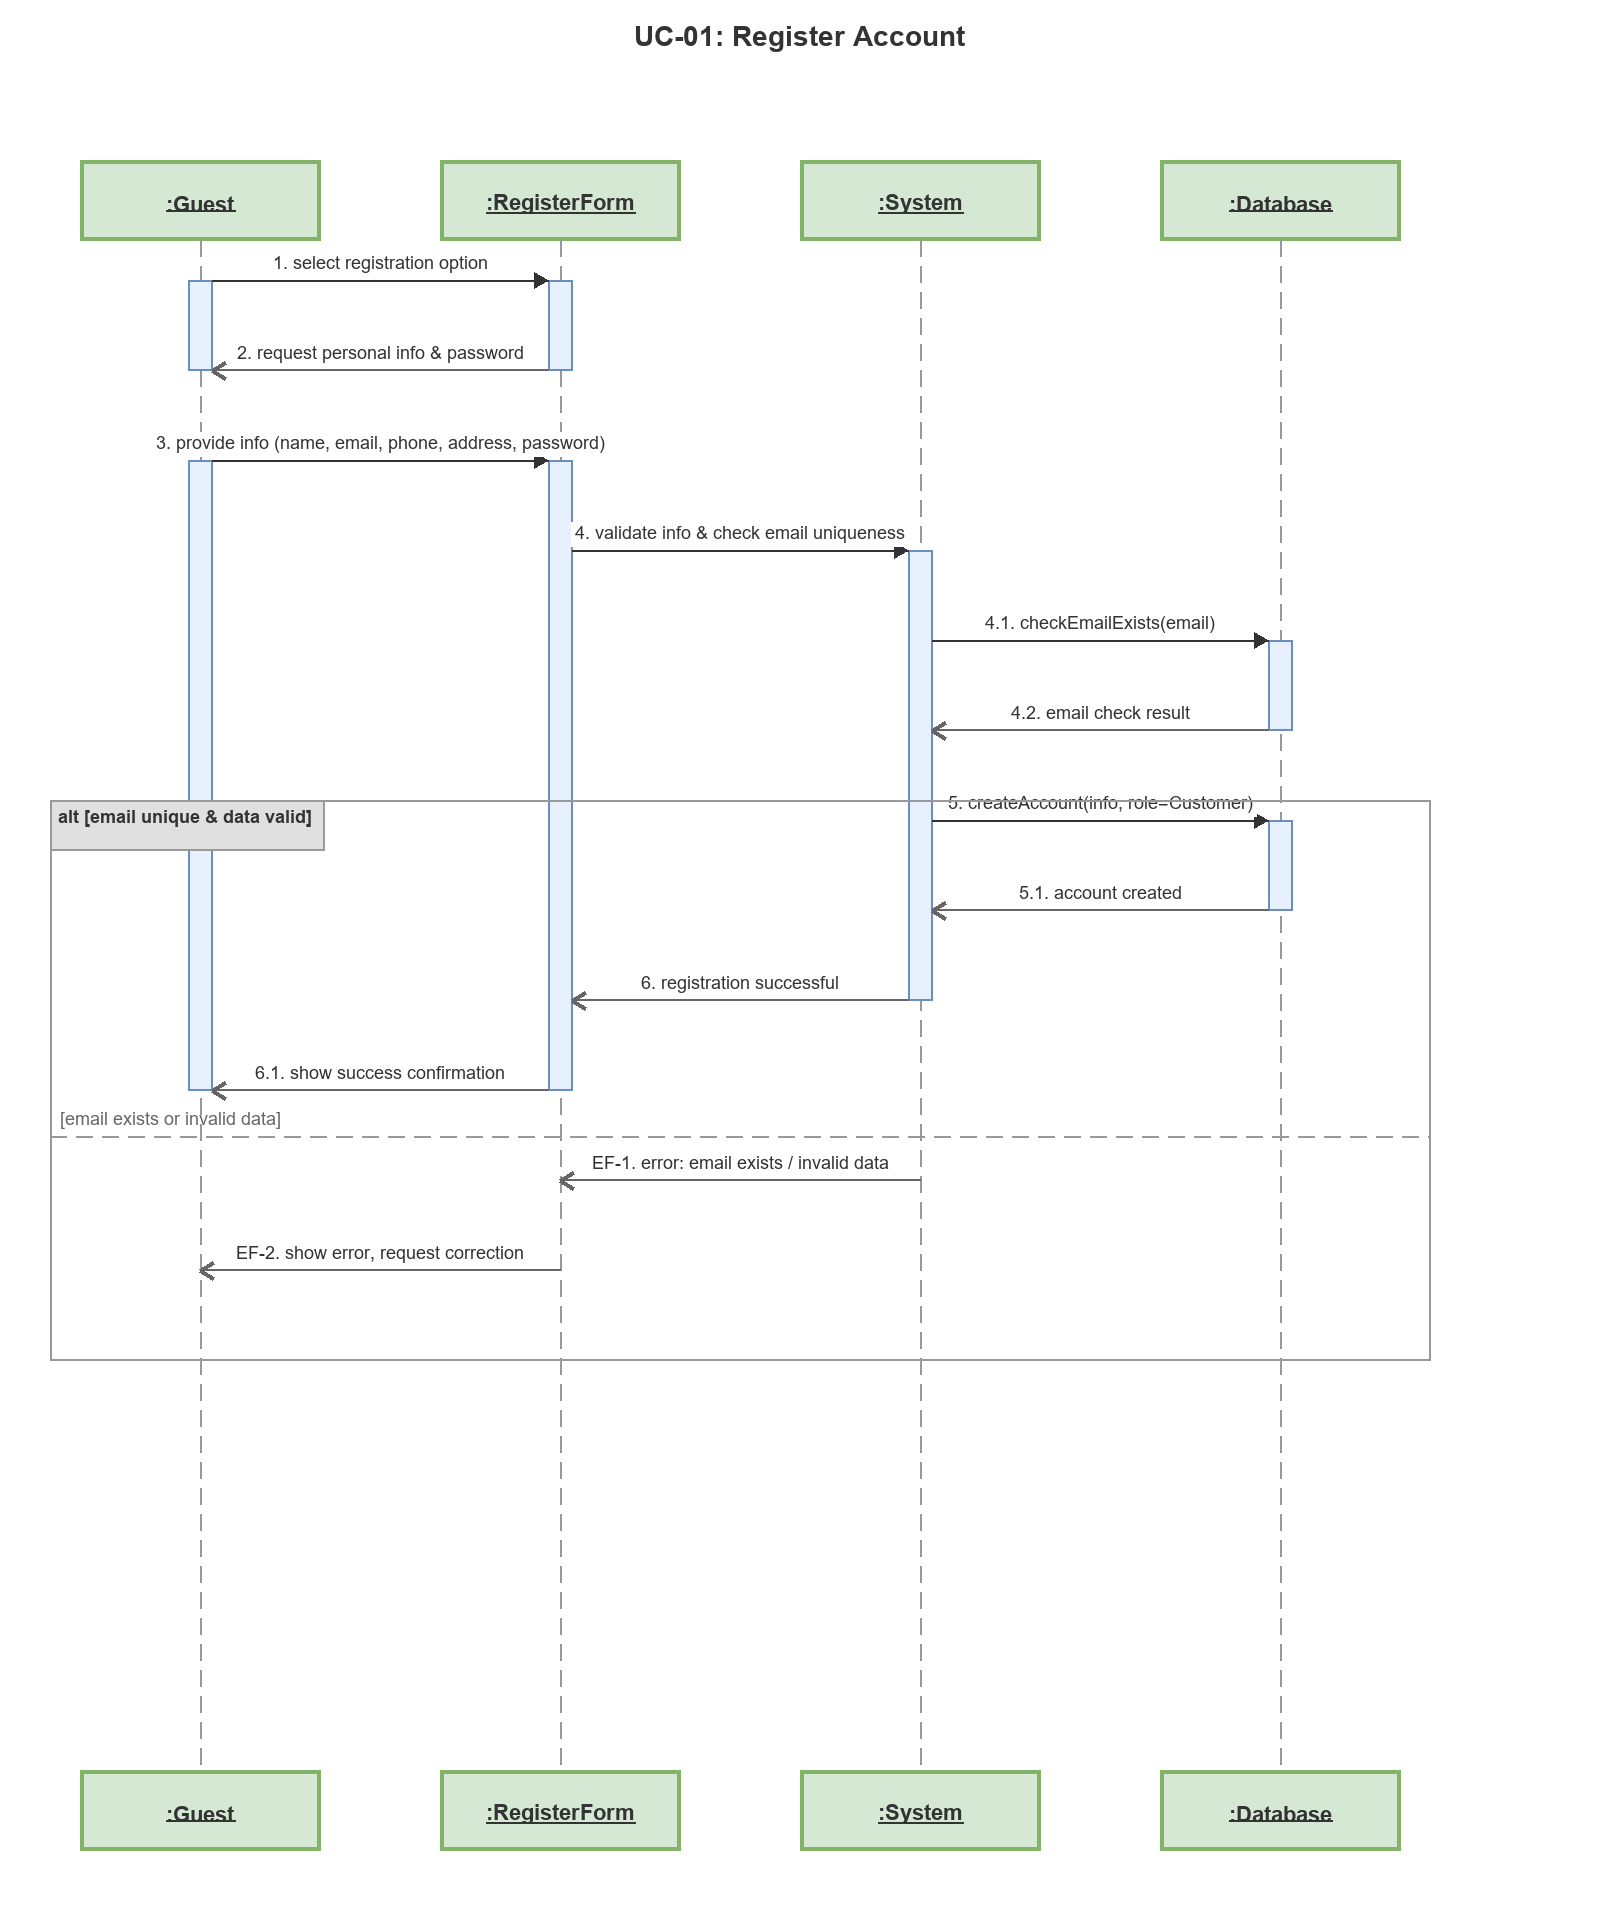 UC-01: Register Account
:Guest
:RegisterForm
:System
:Database
1. select registration option
2. request personal info & password
3. provide info (name, email, phone, address, password)
4. validate info & check email uniqueness
4.1. checkEmailExists(email)
4.2. email check result
5. createAccount(info, role=Customer)
alt [email unique & data valid]
5.1. account created
6. registration successful
6.1. show success confirmation
[email exists or invalid data]
EF-1. error: email exists / invalid data
EF-2. show error, request correction
:Guest
:RegisterForm
:System
:Database